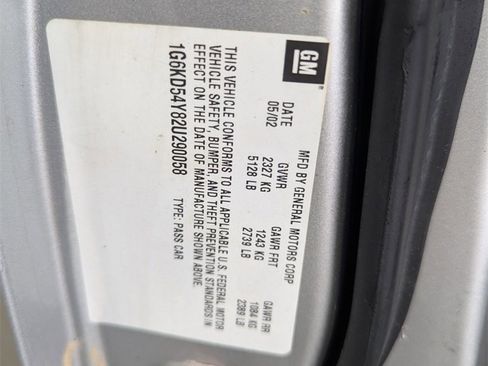 GM
MFD BY GENERAL MOTORS CORP
DATE GVWR GAWR FRT GAWR RR
05/02 2327 KG 1243 KG 1084 KG
5128 LB 2739 LB 2389 LB
THIS VEHICLE CONFORMS TO ALL APPLICABLE U.S. FEDERAL MOTOR
VEHICLE SAFETY, BUMPER, AND THEFT PREVENTION STANDARDS IN
EFFECT ON THE DATE OF MANUFACTURE SHOWN ABOVE.
1G6KD54Y82U290058 TYPE: PASS CAR